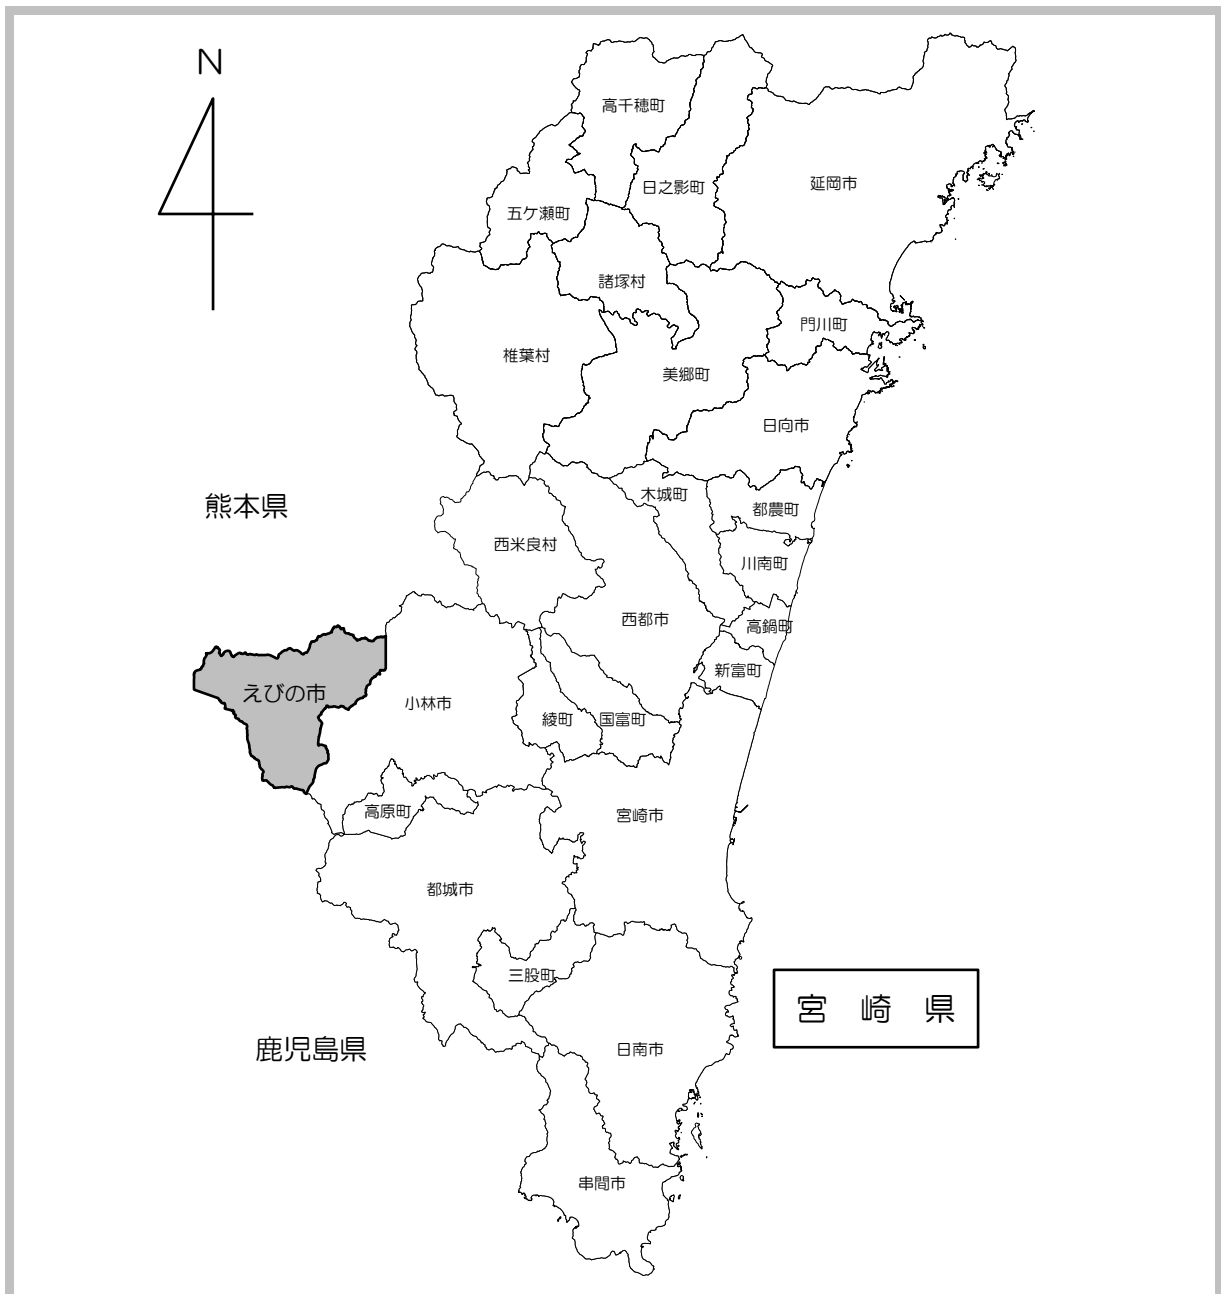 N
高千穂町
日之影町
延岡市
五ケ瀬町
諸塚村
門川町
椎葉村
美郷町
日向市
木城町
熊本県
都農町
西米良村
川南町
西都市
高鍋町
新富町
えびの市
小林市
綾町
国富町
高原町
宮崎市
都城市
三股町
宮崎県
鹿児島県
日南市
串間市